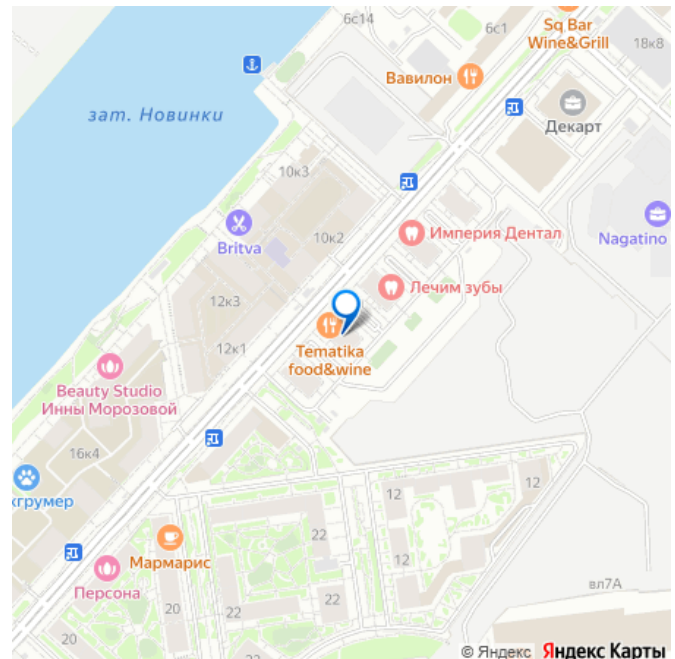 6с14
6с1
Sq Bar
Wine&Grill
18к8
Вавилон
зат. Новинки
Декарт
10к3
Britva
10к2
Империя Дентал
Nagatino
Лечим зубы
12к3
12к1
Tematika
food&wine
Beauty Studio
Инны Морозовой
16к4
кгрумер
12
12
22
12
Мармарис
Персона
22
вл7А
20
22
20
© Яндекс Яндекс Карты